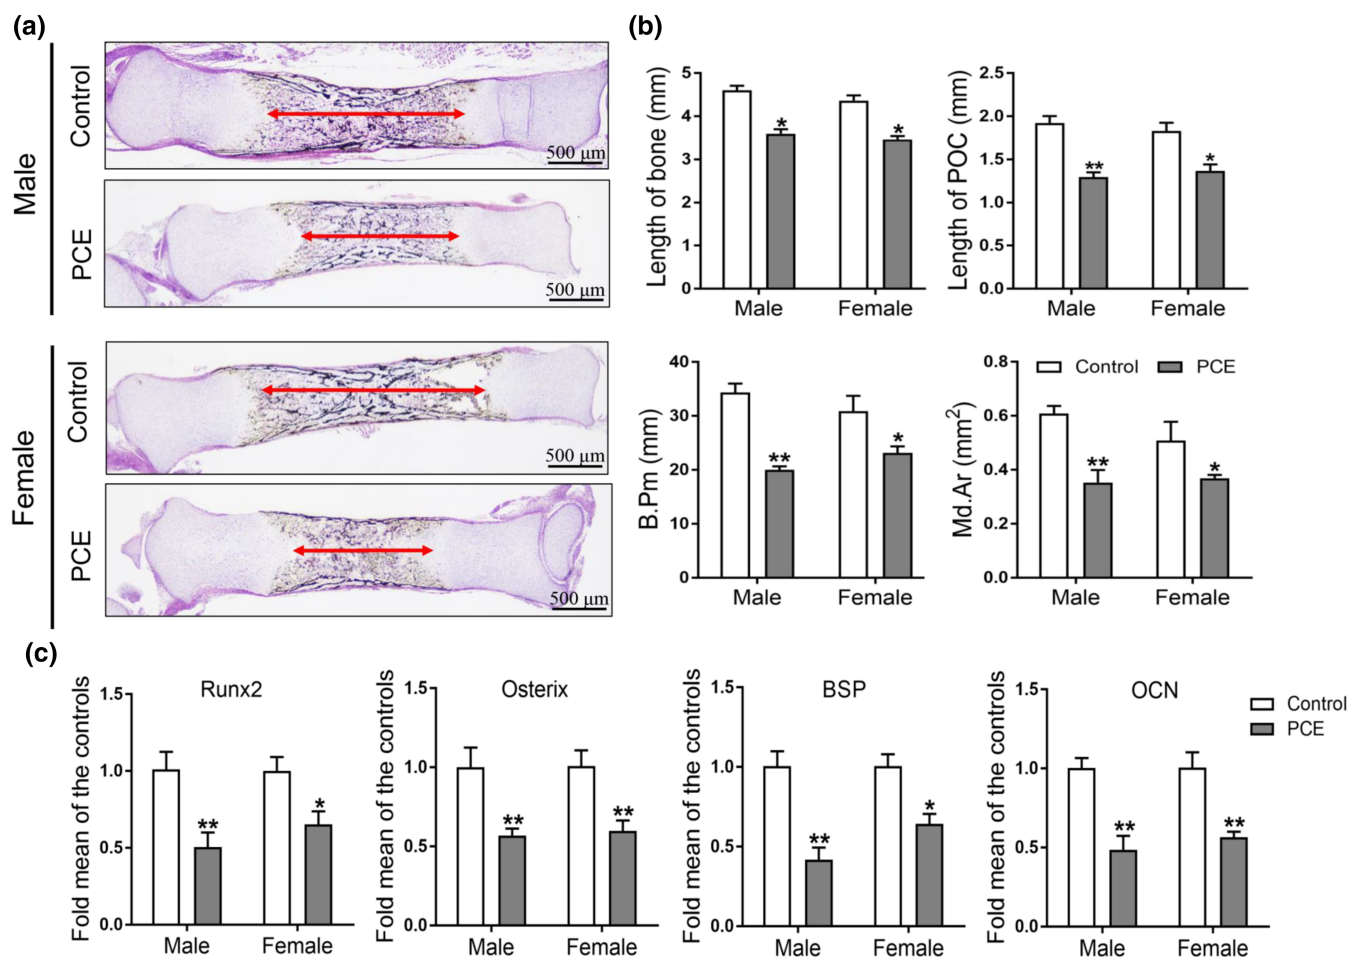 (a)
Male
Control
500 μm
PCE
500 μm
Female
Control
500 μm
PCE
500 μm
(b)
Length of bone (mm)
5
4
3
2
1
0
*
*
Male Female
Length of POC (mm)
2.5
2.0
1.5
1.0
0.5
0.0
**
*
Male Female
B.Pm (mm)
40
30
20
10
0
**
*
Male Female
Md.Ar (mm²)
0.8
0.6
0.4
0.2
0.0
Control PCE
**
*
Male Female
(c)
Fold mean of the controls
Runx2
1.5
1.0
0.5
0.0
**
*
Male Female
Fold mean of the controls
Osterix
1.5
1.0
0.5
0.0
**
**
Male Female
Fold mean of the controls
BSP
1.5
1.0
0.5
0.0
**
*
Male Female
Fold mean of the controls
OCN
1.5
1.0
0.5
0.0
**
**
Male Female
Control
PCE